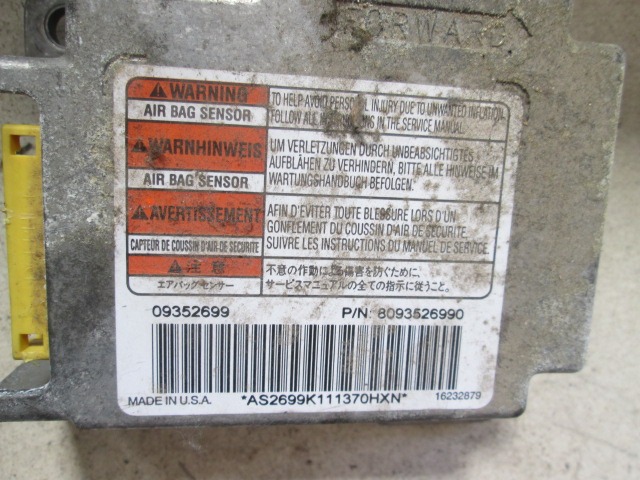 FORWARD
WARNING
AIR BAG SENSOR
TO HELP AVOID PERSONAL INJURY DUE TO UNWANTED INFLATION,
FOLLOW ALL WARNINGS IN THE SERVICE MANUAL.
WARNHINWEIS
AIR BAG SENSOR
UM VERLETZUNGEN DURCH UNBEABSICHTIGTES
AUFBLÄHEN ZU VERHINDERN, BITTE ALLE HINWEISE IM
WARTUNGSHANDBUCH BEFOLGEN.
AVERTISSEMENT
CAPTEUR DE COUSSIN D'AIR-DE SECURITE
AFIN D'ÉVITER TOUTE BLESSURE LORS D'UN
GONFLEMENT DU COUSSIN D'AIR DE SECURITE,
SUIVRE LES INSTRUCTIONS DU MANUEL DE SERVICE.
注意
エアバッグ センサー
不意の作動による傷害を防ぐために、
サービスマニュアルの全ての指示に従うこと。
09352699
P/N: 8093526990
MADE IN U.S.A.
*AS2699K111370HXN*
16232879